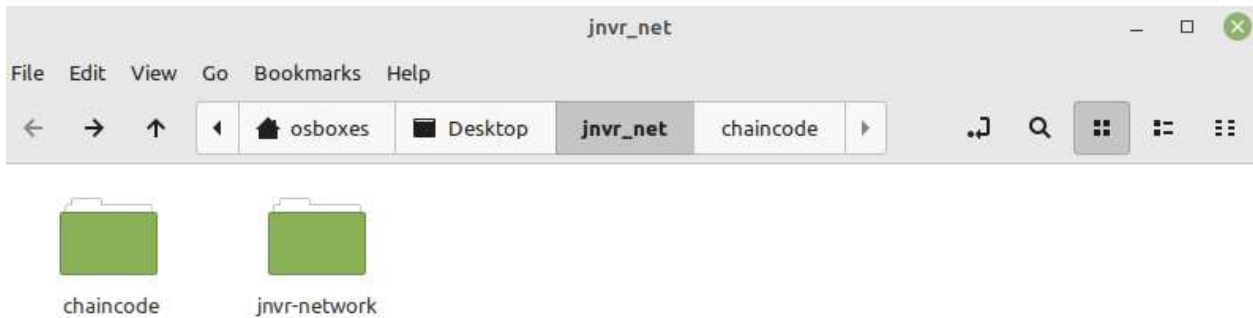 jnvr_net
File Edit View Go Bookmarks Help
osboxes Desktop jnvr_net chaincode
chaincode jnvr-network